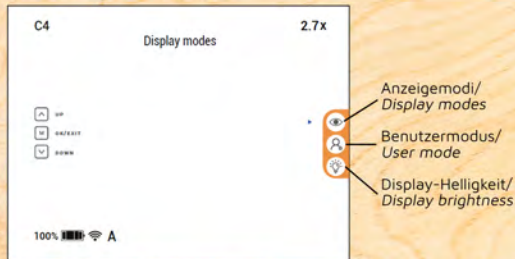 C4
2.7x
Display modes
UP
OK/EXIT
DOWN
100%
A
Anzeigemodi/
Display modes
Benutzermodus/
User mode
Display-Helligkeit/
Display brightness